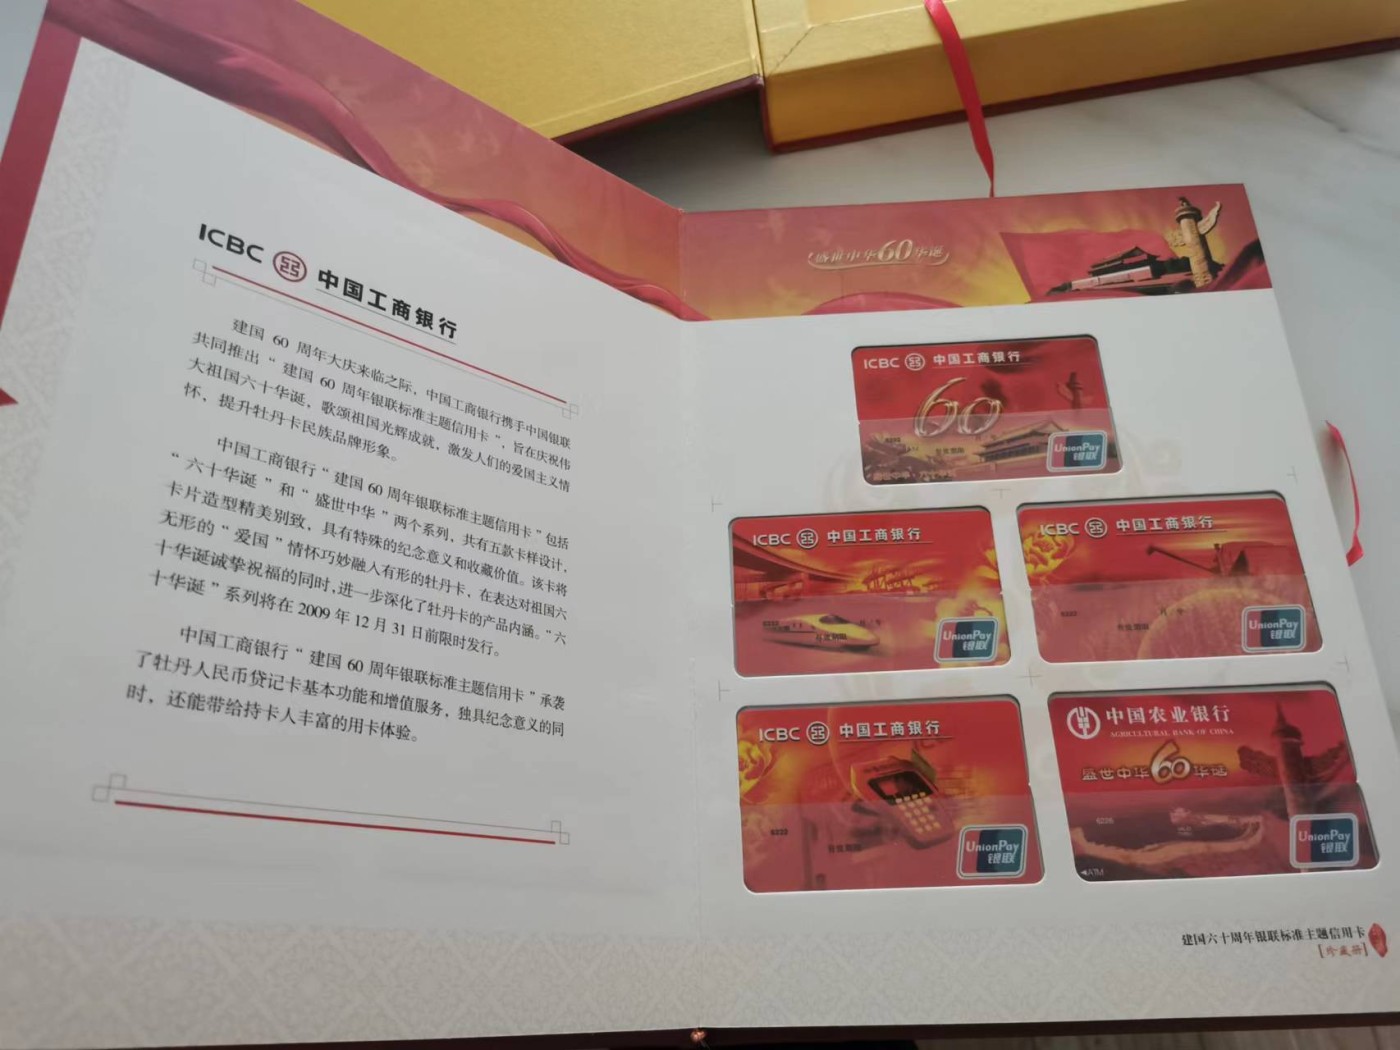 ICBC 中国工商银行
建国 60 周年大庆来临之际，中国工商银行携手中国银联
共同推出“建国 60 周年银联标准主题信用卡”，旨在庆祝伟
大祖国六十华诞，歌颂祖国光辉成就，激发人们的爱国主义情
怀，提升牡丹卡民族品牌形象。
中国工商银行“建国 60 周年银联标准主题信用卡”包括
“六十华诞”和“盛世中华”两个系列，共有五款卡样设计，
卡片造型精美别致，具有特殊的纪念意义和收藏价值。该卡将
无形的“爱国”情怀巧妙融入有形的牡丹卡，在表达对祖国六
十华诞诚挚祝福的同时，进一步深化了牡丹卡的产品内涵。“六
十华诞”系列将在 2009 年 12 月 31 日前限时发行。
中国工商银行“建国 60 周年银联标准主题信用卡”承袭
了牡丹人民币贷记卡基本功能和增值服务，独具纪念意义的同
时，还能带给持卡人丰富的用卡体验。
盛世中华60华诞
ICBC 中国工商银行
60
UnionPay
银联
ICBC 中国工商银行
UnionPay
银联
ICBC 中国工商银行
UnionPay
银联
ICBC 中国工商银行
6222
UnionPay
银联
中国农业银行
AGRICULTURAL BANK OF CHINA
盛世中华60华诞
6228
UnionPay
银联
◀ATM
建国六十周年银联标准主题信用卡
[珍藏册]